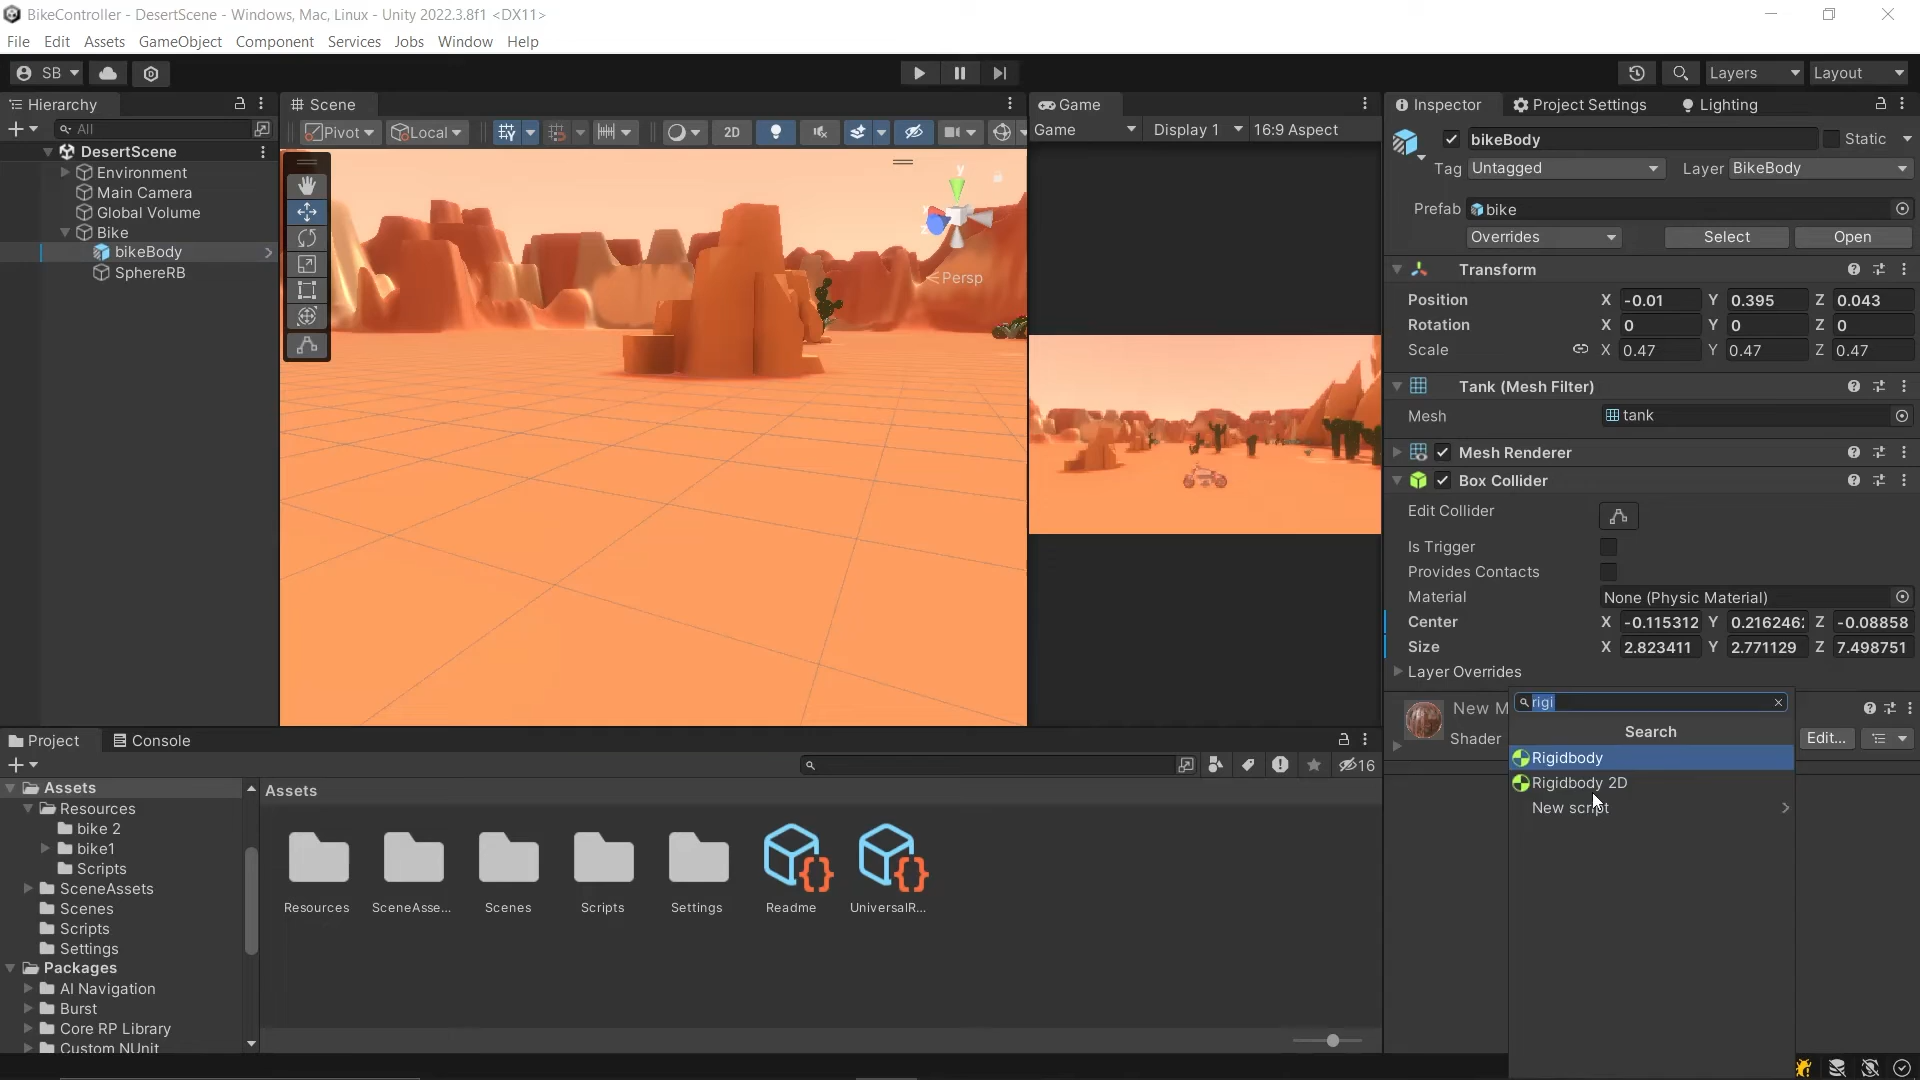 BikeController - DesertScene - Windows, Mac, Linux - Unity 2022.3.8f1 <DX11>
File Edit Assets GameObject Component Services Jobs Window Help
SB
Layers
Layout
Hierarchy
All
DesertScene
Environment
Main Camera
Global Volume
Bike
bikeBody
SphereRB
Scene
Pivot
Local
2D
y
z
Persp
Game
Game
Display 1
16:9 Aspect
Inspector
Project Settings
Lighting
bikeBody
Static
Tag Untagged
Layer BikeBody
Prefab bike
Overrides
Select
Open
Transform
Position X -0.01 Y 0.395 Z 0.043
Rotation X 0 Y 0 Z 0
Scale X 0.47 Y 0.47 Z 0.47
Tank (Mesh Filter)
Mesh tank
Mesh Renderer
Box Collider
Edit Collider
Is Trigger
Provides Contacts
Material None (Physic Material)
Center X -0.115312 Y 0.2162462 Z -0.08858
Size X 2.823411 Y 2.771129 Z 7.498751
Layer Overrides
New M
Shader
Edit...
rigi
Search
Rigidbody
Rigidbody 2D
New script
Project
Console
16
Assets
Resources
bike 2
bike1
Scripts
SceneAssets
Scenes
Scripts
Settings
Packages
AI Navigation
Burst
Core RP Library
Custom NUnit
Assets
Resources
SceneAsse...
Scenes
Scripts
Settings
Readme
UniversalR...